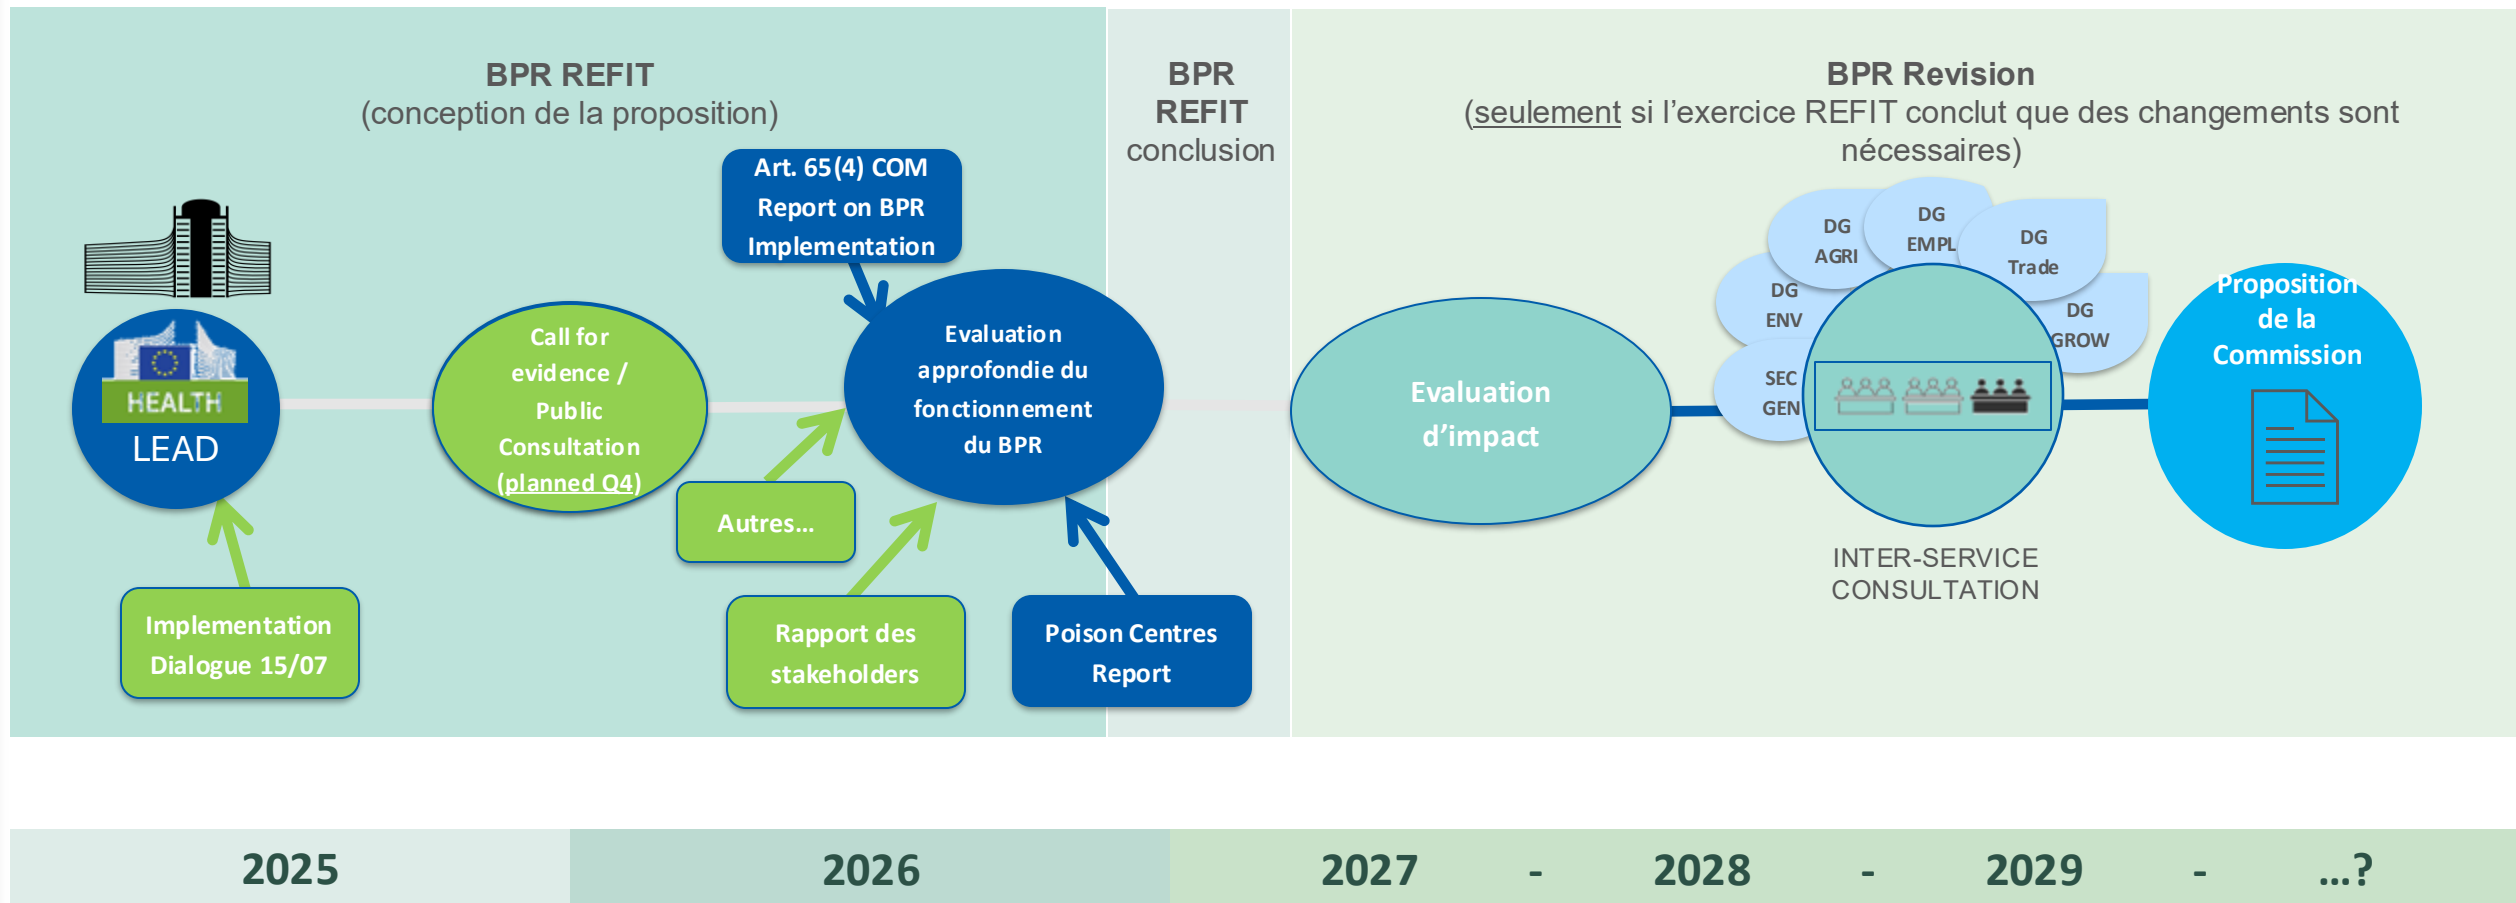 BPR REFIT
(conception de la proposition)
BPR
REFIT
conclusion
BPR Revision
(seulement si l'exercice REFIT conclut que des changements sont
nécessaires)
Art. 65(4) COM
Report on BPR
Implementation
HEALTH
LEAD
Call for
evidence /
Public
Consultation
(planned Q4)
Evaluation
approfondie du
fonctionnement
du BPR
Autres...
Implementation
Dialogue 15/07
Rapport des
stakeholders
Poison Centres
Report
Evaluation
d'impact
SEC
GEN
DG
ENV
DG
AGRI
DG
EMPL
DG
Trade
DG
GROW
INTER-SERVICE
CONSULTATION
Proposition
de la
Commission
2025
2026
2027 - 2028 - 2029 - ...?